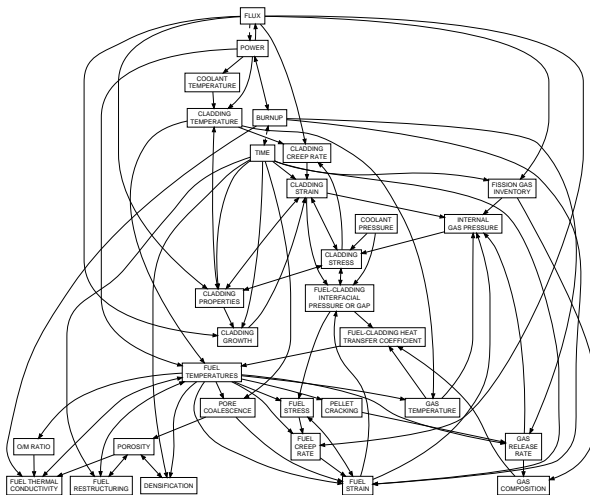 FLUX
POWER
COOLANT
TEMPERATURE
CLADDING
TEMPERATURE
BURNUP
TIME
CLADDING
CREEP RATE
CLADDING
STRAIN
FISSION GAS
INVENTORY
COOLANT
PRESSURE
INTERNAL
GAS PRESSURE
CLADDING
STRESS
CLADDING
PROPERTIES
FUEL-CLADDING
INTERFACIAL
PRESSURE OR GAP
CLADDING
GROWTH
FUEL-CLADDING HEAT
TRANSFER COEFFICIENT
FUEL
TEMPERATURES
PORE
COALESCENCE
FUEL
STRESS
PELLET
CRACKING
GAS
TEMPERATURE
O/M RATIO
POROSITY
FUEL
CREEP
RATE
GAS
RELEASE
RATE
FUEL THERMAL
CONDUCTIVITY
FUEL
RESTRUCTURING
DENSIFICATION
FUEL
STRAIN
GAS
COMPOSITION